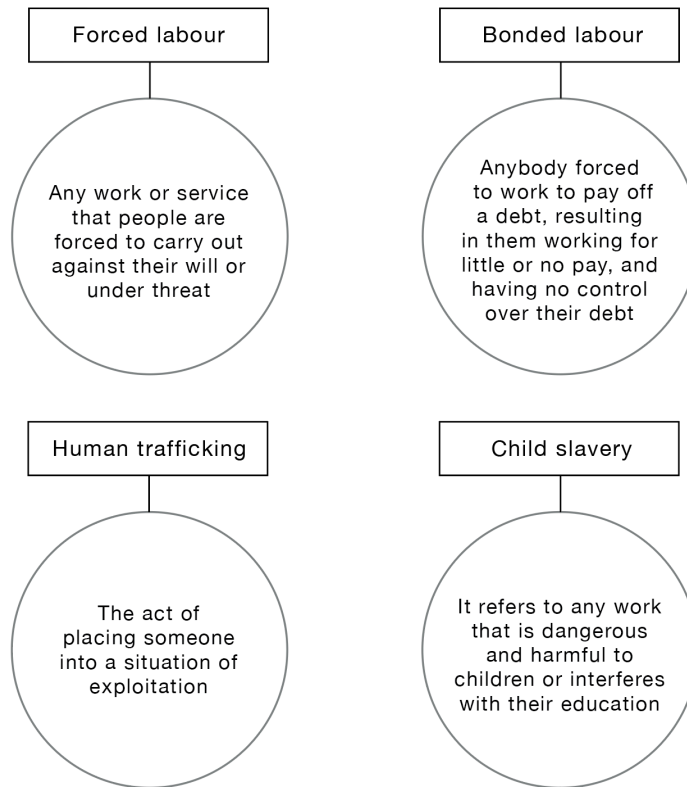 Forced labour
Any work or service
that people are
forced to carry out
against their will or
under threat
Bonded labour
Anybody forced
to work to pay off
a debt, resulting
in them working for
little or no pay, and
having no control
over their debt
Human trafficking
The act of
placing someone
into a situation of
exploitation
Child slavery
It refers to any work
that is dangerous
and harmful to
children or interferes
with their education